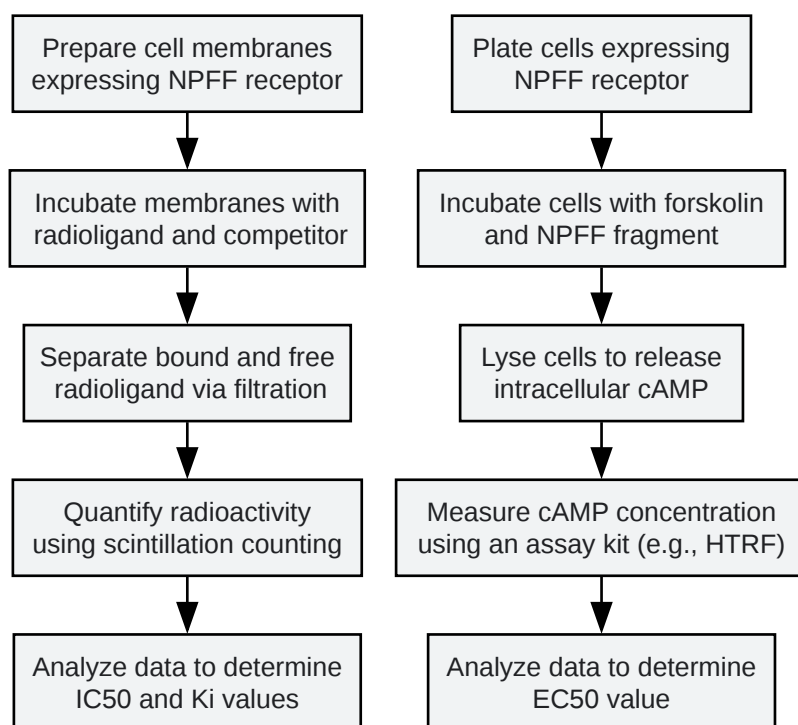 Prepare cell membranes
expressing NPFF receptor
Incubate membranes with
radioligand and competitor
Separate bound and free
radioligand via filtration
Quantify radioactivity
using scintillation counting
Analyze data to determine
IC50 and Ki values
Plate cells expressing
NPFF receptor
Incubate cells with forskolin
and NPFF fragment
Lyse cells to release
intracellular cAMP
Measure cAMP concentration
using an assay kit (e.g., HTRF)
Analyze data to determine
EC50 value